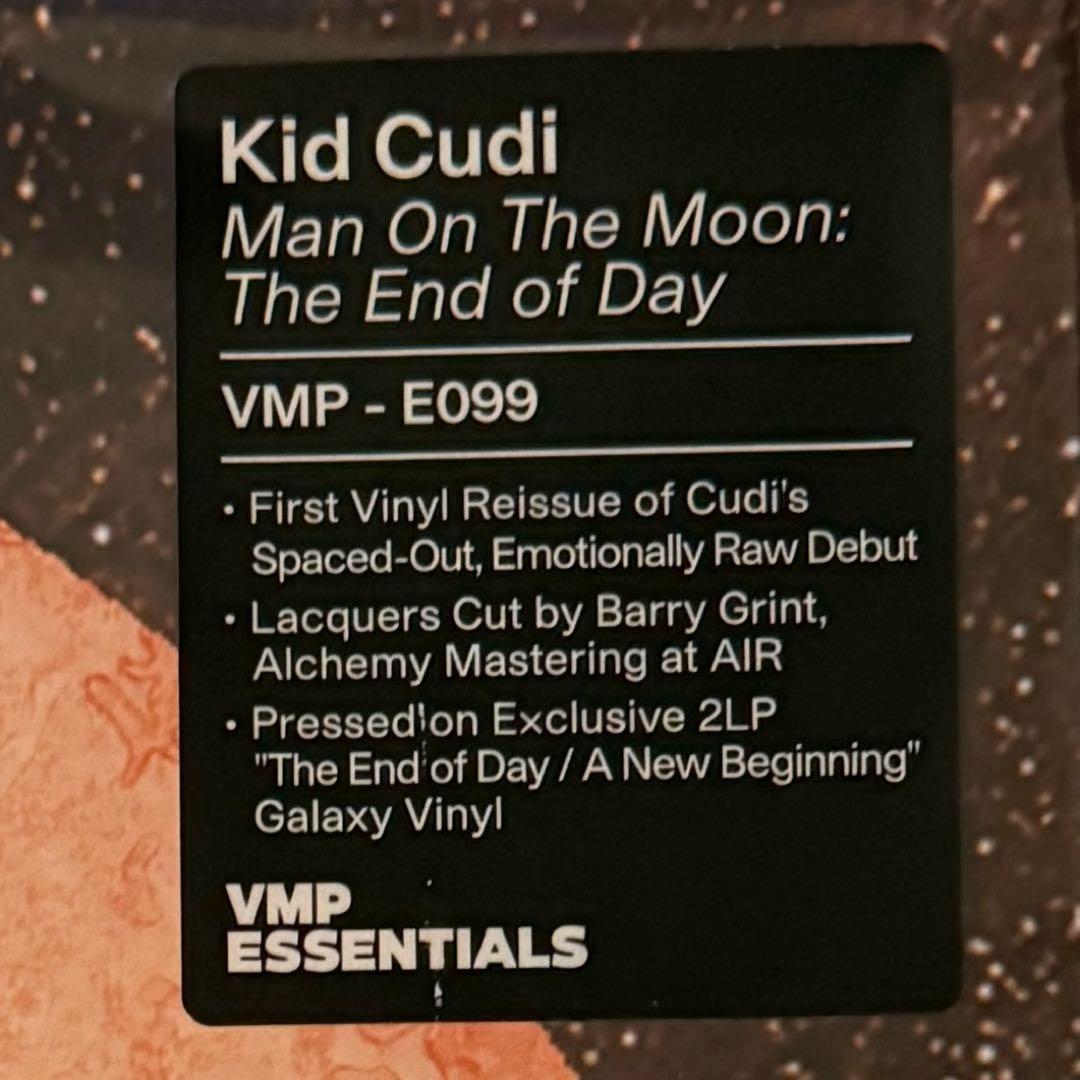 Kid Cudi
Man On The Moon:
The End of Day
VMP - E099
• First Vinyl Reissue of Cudi's
Spaced-Out, Emotionally Raw Debut
• Lacquers Cut by Barry Grint,
Alchemy Mastering at AIR
• Pressed on Exclusive 2LP
"The End of Day / A New Beginning"
Galaxy Vinyl
VMP
ESSENTIALS